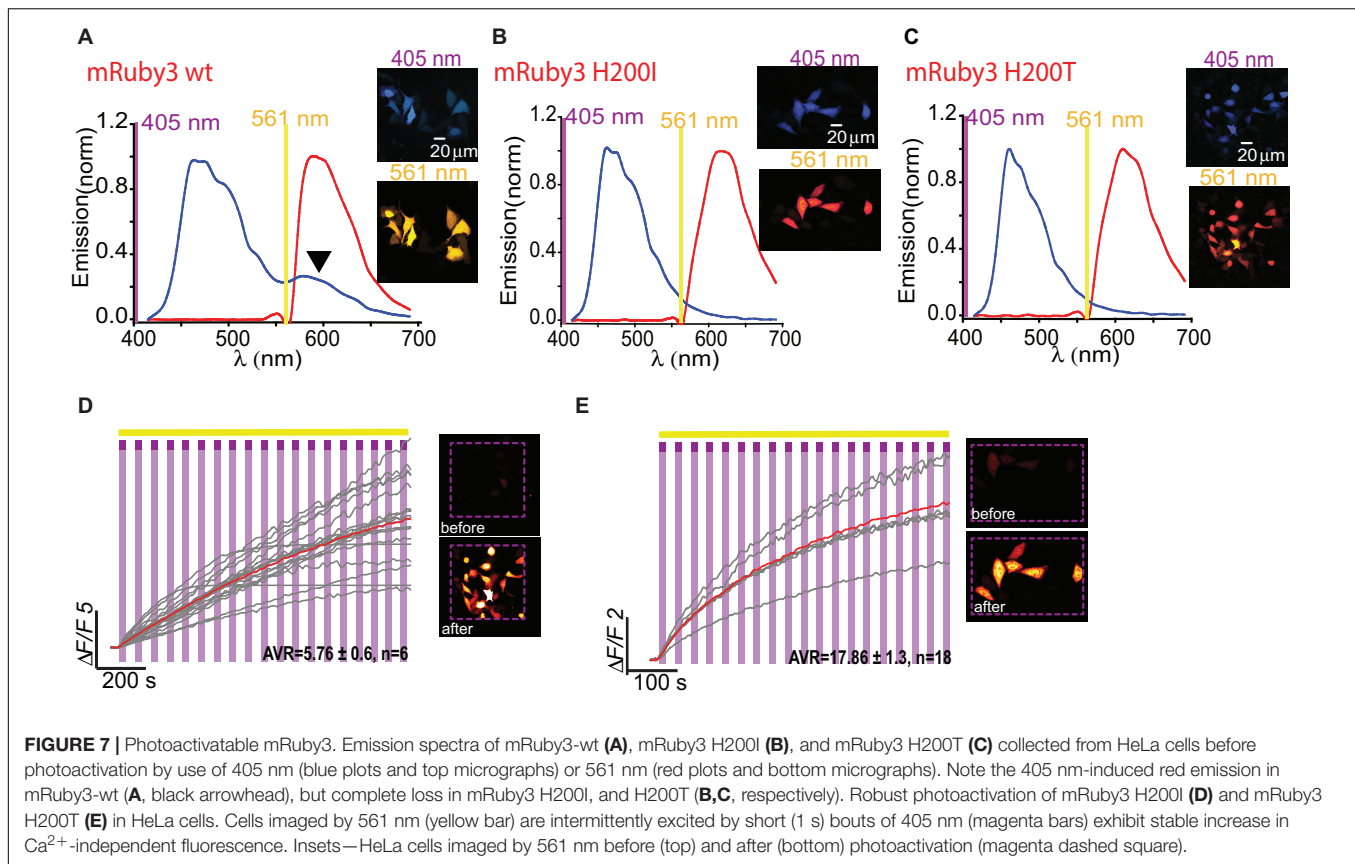 A
mRuby3 wt
405 nm
20 µm
561 nm
405 nm
561 nm
Emission(norm)
1.2
0.8
0.4
0.0
400
500
600
700
λ (nm)
B
mRuby3 H200I
405 nm
20 µm
561 nm
405 nm
561 nm
Emission(norm)
1.2
0.8
0.4
0.0
400
500
600
700
λ (nm)
C
mRuby3 H200T
405 nm
20 µm
561 nm
405 nm
561 nm
Emission(norm)
1.2
0.8
0.4
0.0
400
500
600
700
λ (nm)
D
before
after
ΔF/F 5
200 s
AVR=5.76 ± 0.6, n=6
E
before
after
ΔF/F 2
100 s
AVR=17.86 ± 1.3, n=18
FIGURE 7 | Photoactivatable mRuby3. Emission spectra of mRuby3-wt (A), mRuby3 H200I (B), and mRuby3 H200T (C) collected from HeLa cells before
photoactivation by use of 405 nm (blue plots and top micrographs) or 561 nm (red plots and bottom micrographs). Note the 405 nm-induced red emission in
mRuby3-wt (A, black arrowhead), but complete loss in mRuby3 H200I, and H200T (B,C, respectively). Robust photoactivation of mRuby3 H200I (D) and mRuby3
H200T (E) in HeLa cells. Cells imaged by 561 nm (yellow bar) are intermittently excited by short (1 s) bouts of 405 nm (magenta bars) exhibit stable increase in
Ca2+-independent fluorescence. Insets—HeLa cells imaged by 561 nm before (top) and after (bottom) photoactivation (magenta dashed square).